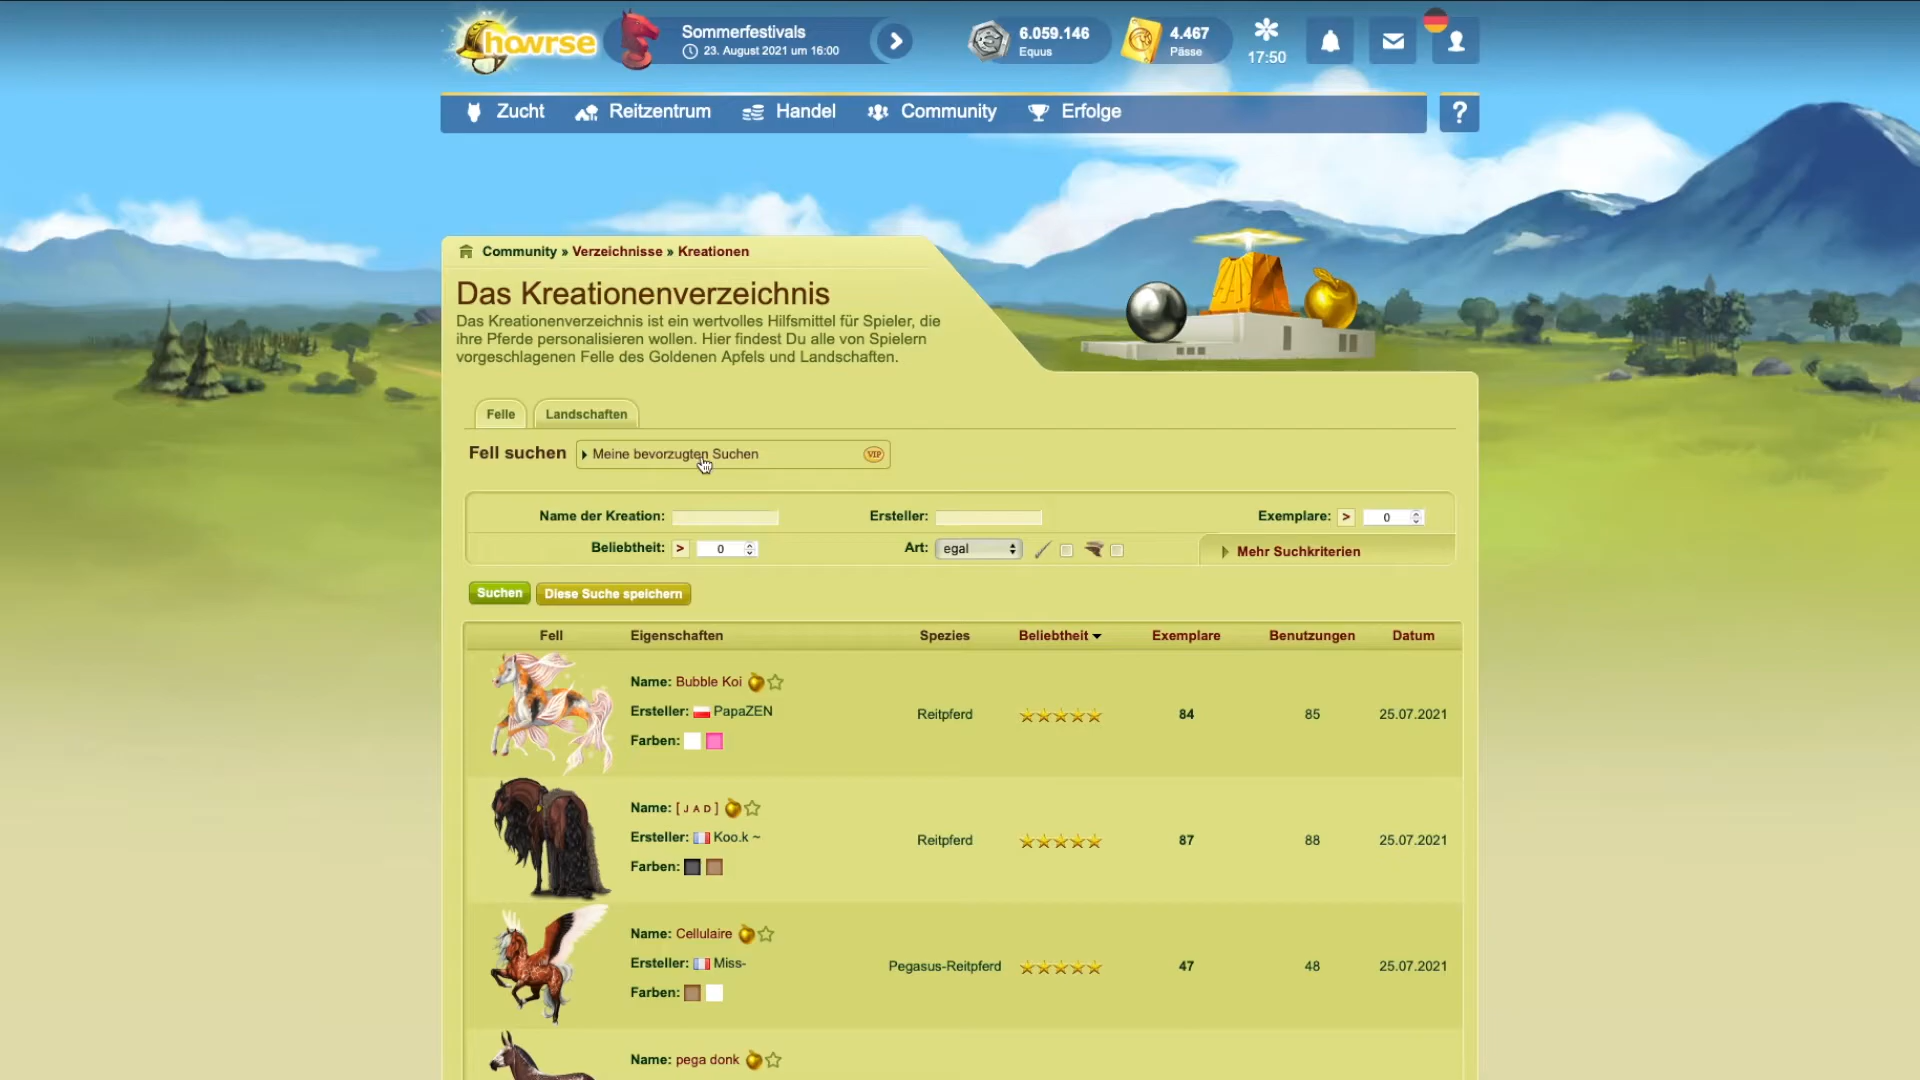 howrse
Sommerfestivals
23. August 2021 um 16:00
6.059.146
Equus
4.467
Pässe
17:50
Zucht
Reitzentrum
Handel
Community
Erfolge
?
Community » Verzeichnisse » Kreationen
Das Kreationenverzeichnis
Das Kreationenverzeichnis ist ein wertvolles Hilfsmittel für Spieler, die
ihre Pferde personalisieren wollen. Hier findest Du alle von Spielern
vorgeschlagenen Felle des Goldenen Apfels und Landschaften.
Felle
Landschaften
Fell suchen
Meine bevorzugten Suchen
VIP
Name der Kreation:
Ersteller:
Exemplare: > 0
Beliebtheit: > 0
Art: egal
Mehr Suchkriterien
Suchen
Diese Suche speichern
Fell Eigenschaften Spezies Beliebtheit Exemplare Benutzungen Datum
Name: Bubble Koi
Ersteller: PapaZEN
Farben:
Reitpferd 84 85 25.07.2021
Name: [ J A D ]
Ersteller: Koo.k ~
Farben:
Reitpferd 87 88 25.07.2021
Name: Cellulaire
Ersteller: Miss-
Farben:
Pegasus-Reitpferd 47 48 25.07.2021
Name: pega donk